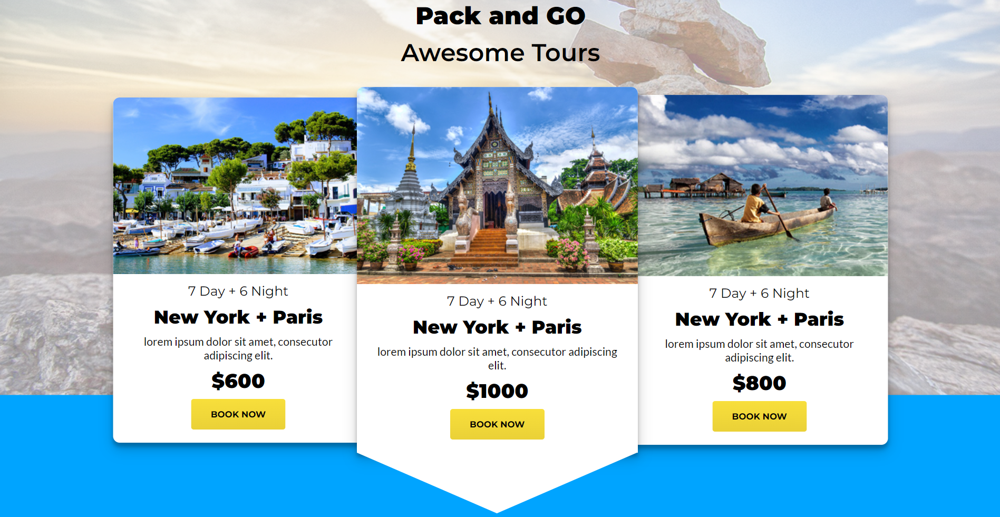 Pack and GO
Awesome Tours
7 Day + 6 Night
New York + Paris
lorem ipsum dolor sit amet, consecutor
adipiscing elit.
$600
BOOK NOW
7 Day + 6 Night
New York + Paris
lorem ipsum dolor sit amet, consecutor adipiscing
elit.
$1000
BOOK NOW
7 Day + 6 Night
New York + Paris
lorem ipsum dolor sit amet, consecutor
adipiscing elit.
$800
BOOK NOW